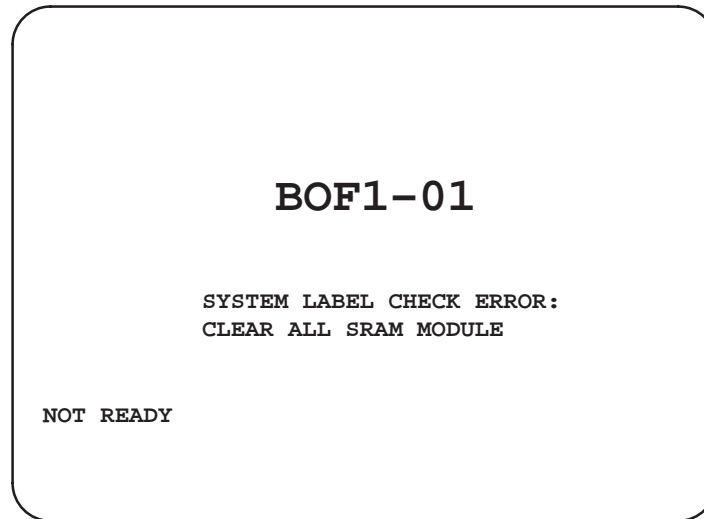 BOF1–01
SYSTEM LABEL CHECK ERROR:
CLEAR ALL SRAM MODULE
NOT READY